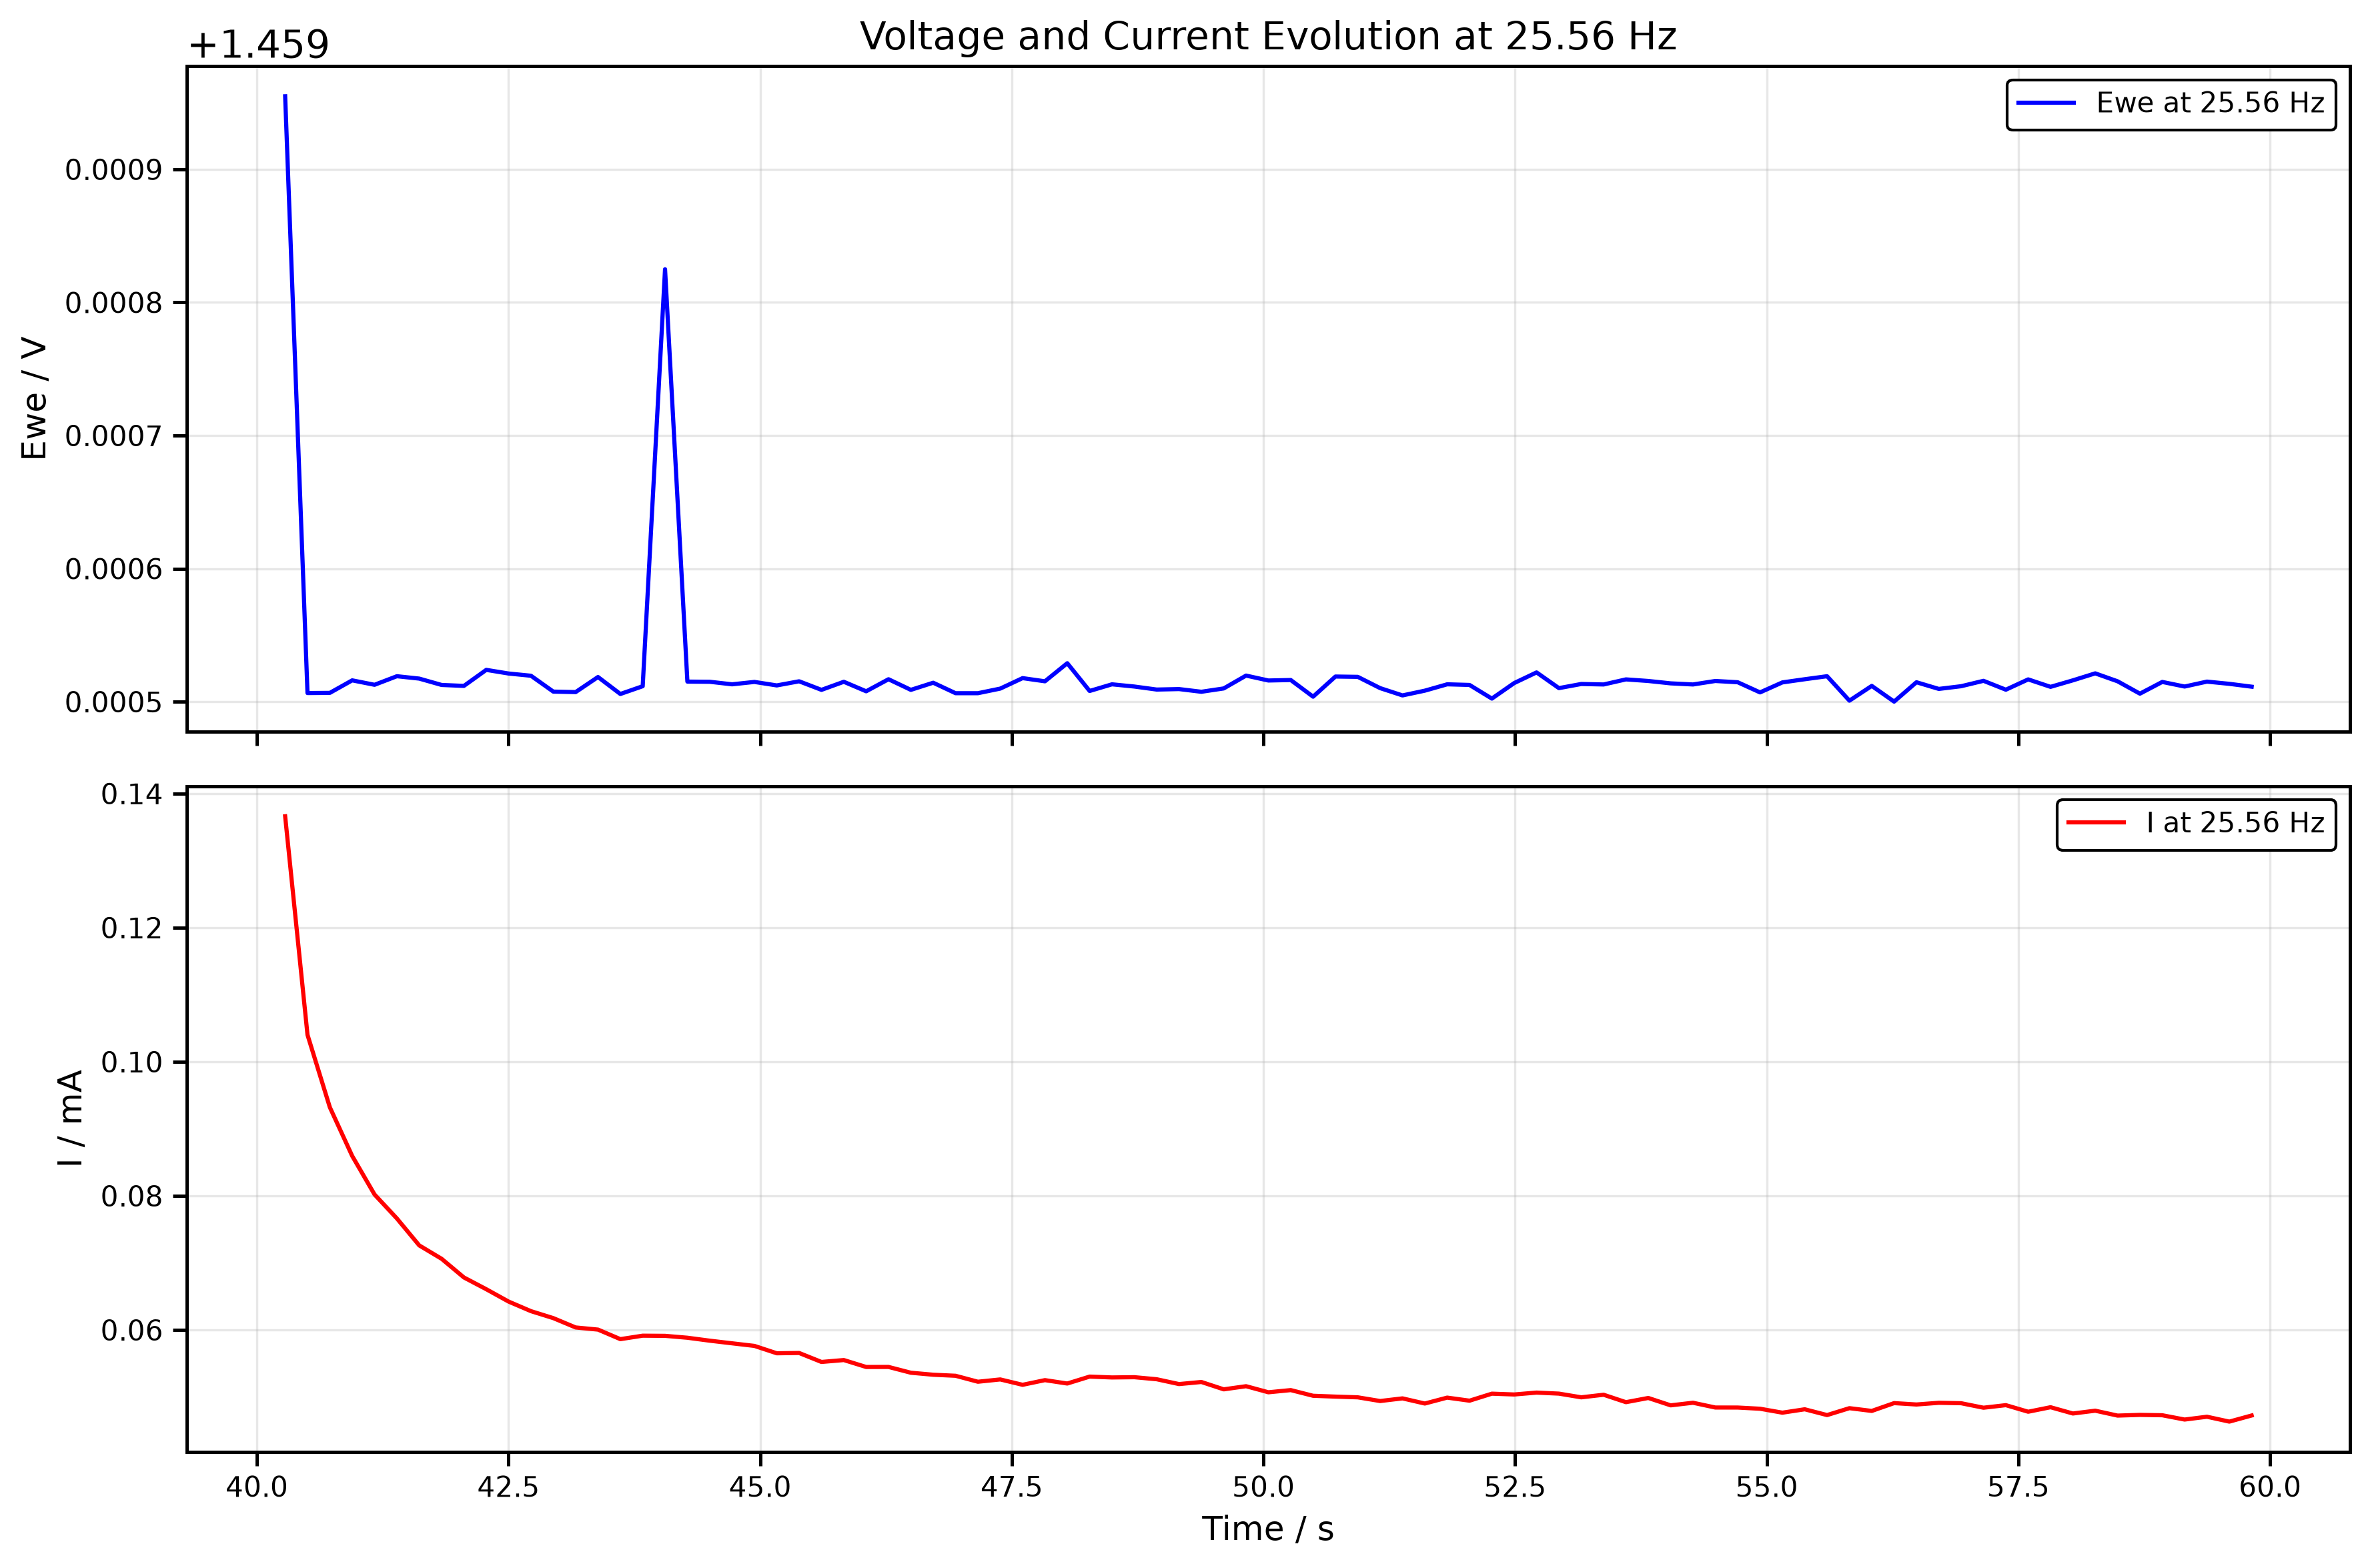 Voltage and Current Evolution at 25.56 Hz
+1.459
Ewe at 25.56 Hz
Ewe / V
0.0009
0.0008
0.0007
0.0006
0.0005
I at 25.56 Hz
I / mA
0.14
0.12
0.10
0.08
0.06
40.0 42.5 45.0 47.5 50.0 52.5 55.0 57.5 60.0
Time / s